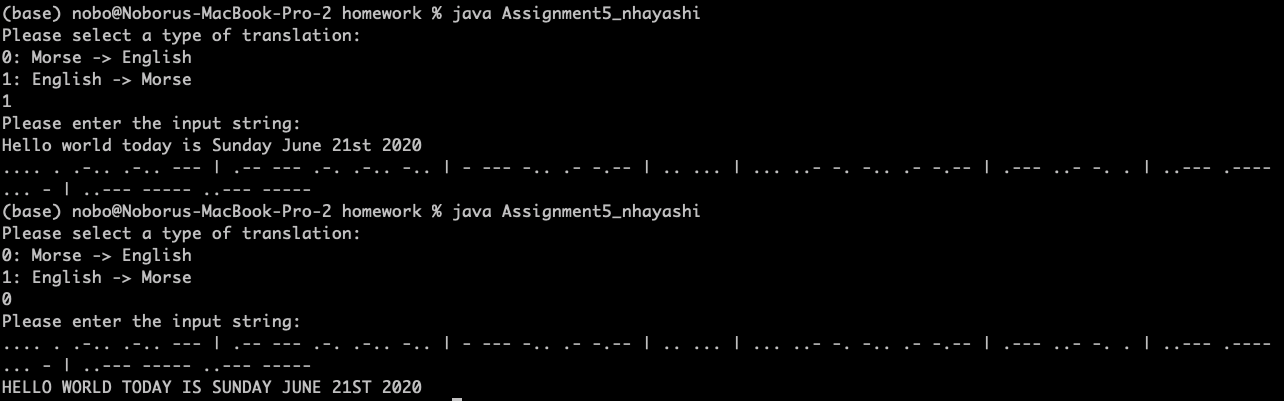 (base) nobo@Noborus-MacBook-Pro-2 homework % java Assignment5_nhayashi
Please select a type of translation:
0: Morse -> English
1: English -> Morse
1
Please enter the input string:
Hello world today is Sunday June 21st 2020
.... . .-.. .-.. --- | .-- --- .-. .-.. -.. | - --- -.. .- -.-- | .. ... | ... ..- -. -.. .- -.-- | .--- ..- -. . | ..--- .----
... - | ..--- ----- ..--- -----
(base) nobo@Noborus-MacBook-Pro-2 homework % java Assignment5_nhayashi
Please select a type of translation:
0: Morse -> English
1: English -> Morse
0
Please enter the input string:
.... . .-.. .-.. --- | .-- --- .-. .-.. -.. | - --- -.. .- -.-- | .. ... | ... ..- -. -.. .- -.-- | .--- ..- -. . | ..--- .----
... - | ..--- ----- ..--- -----
HELLO WORLD TODAY IS SUNDAY JUNE 21ST 2020